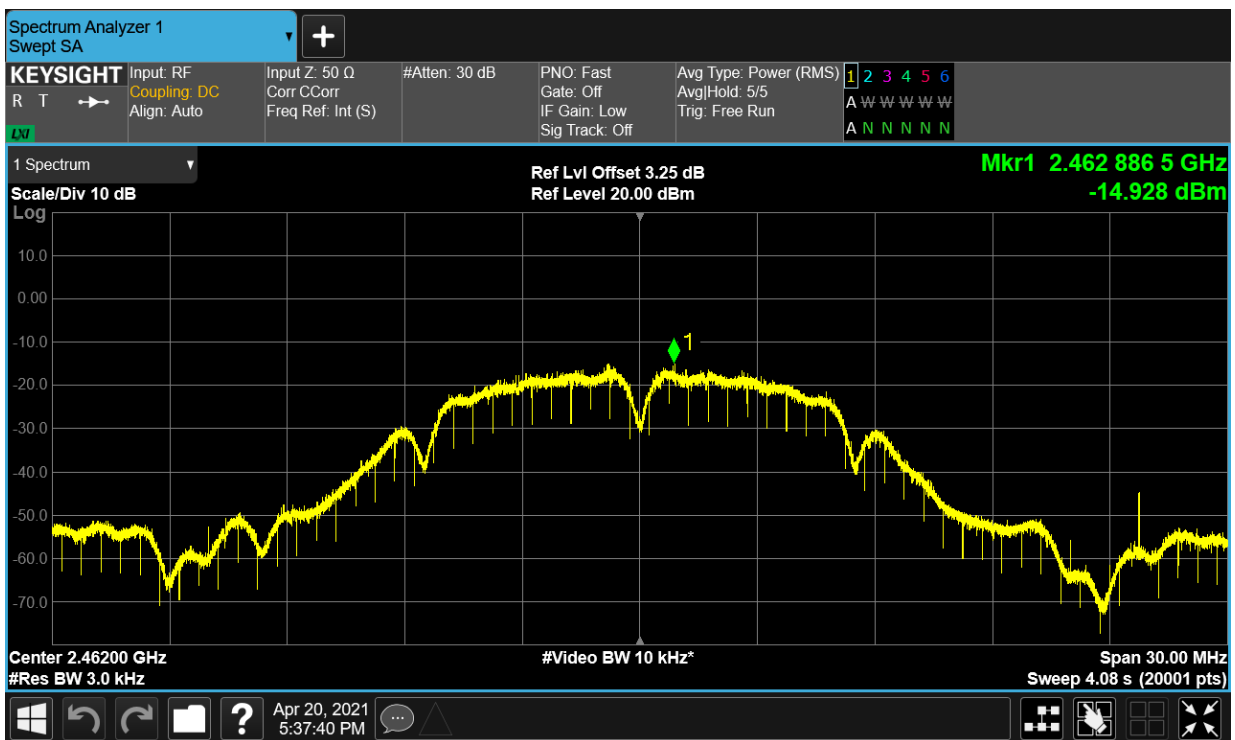 Spectrum Analyzer 1
Swept SA
KEYSIGHT
R T
LXI
Input: RF
Coupling: DC
Align: Auto
Input Z: 50 Ω
Corr CCorr
Freq Ref: Int (S)
#Atten: 30 dB
PNO: Fast
Gate: Off
IF Gain: Low
Sig Track: Off
Avg Type: Power (RMS)
Avg|Hold: 5/5
Trig: Free Run
1 2 3 4 5 6
A W W W W W
A N N N N N
1 Spectrum
Scale/Div 10 dB
Log
Ref Lvl Offset 3.25 dB
Ref Level 20.00 dBm
Mkr1 2.462 886 5 GHz
-14.928 dBm
10.0
0.00
-10.0
-20.0
-30.0
-40.0
-50.0
-60.0
-70.0
1
Center 2.46200 GHz
#Res BW 3.0 kHz
#Video BW 10 kHz*
Span 30.00 MHz
Sweep 4.08 s (20001 pts)
?
Apr 20, 2021
5:37:40 PM